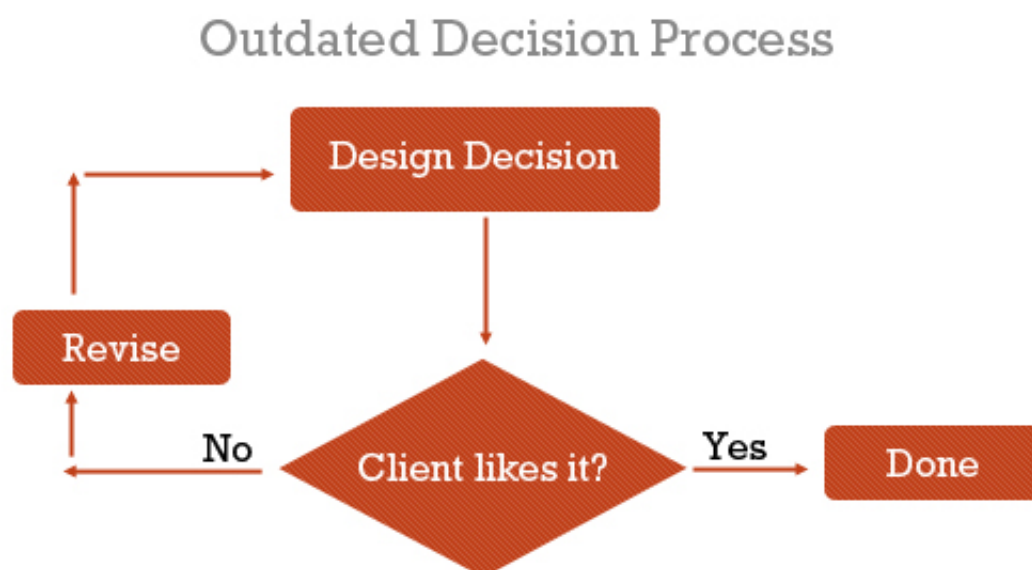 Outdated Decision Process
Design Decision
Revise
No
Client likes it?
Yes
Done